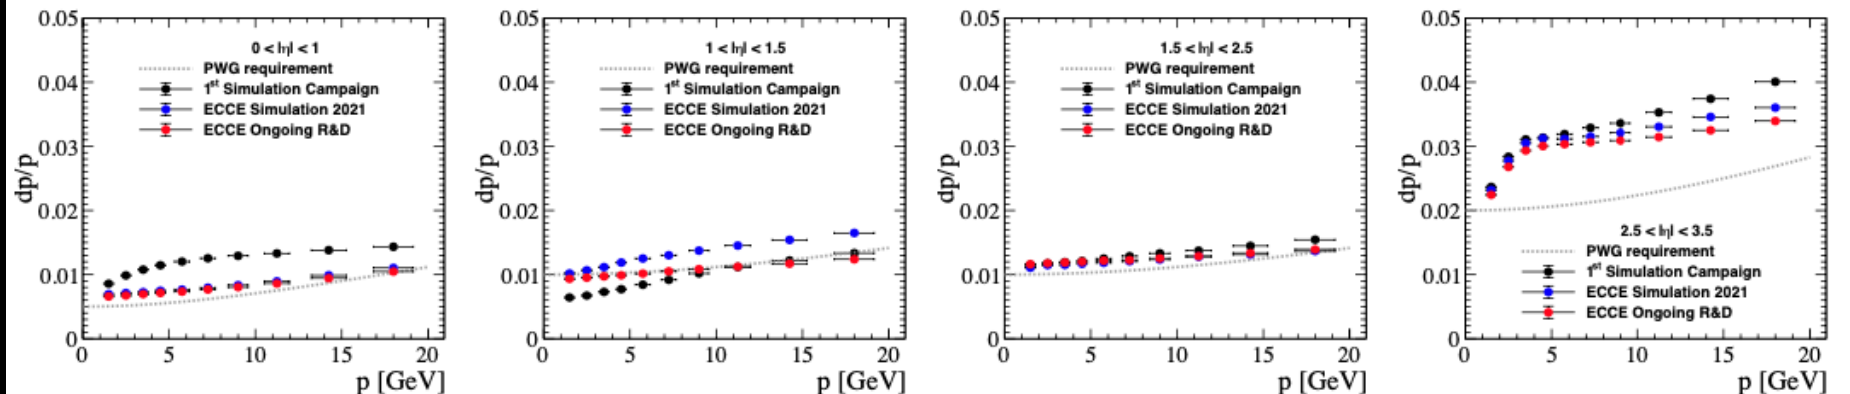 0.05
0.04
0.03
0.02
0.01
0
dp/p
0 < |η| < 1
PWG requirement
1st Simulation Campaign
ECCE Simulation 2021
ECCE Ongoing R&D
0 5 10 15 20
p [GeV]
0.05
0.04
0.03
0.02
0.01
0
dp/p
1 < |η| < 1.5
PWG requirement
1st Simulation Campaign
ECCE Simulation 2021
ECCE Ongoing R&D
0 5 10 15 20
p [GeV]
0.05
0.04
0.03
0.02
0.01
0
dp/p
1.5 < |η| < 2.5
PWG requirement
1st Simulation Campaign
ECCE Simulation 2021
ECCE Ongoing R&D
0 5 10 15 20
p [GeV]
0.05
0.04
0.03
0.02
0.01
0
dp/p
2.5 < |η| < 3.5
PWG requirement
1st Simulation Campaign
ECCE Simulation 2021
ECCE Ongoing R&D
0 5 10 15 20
p [GeV]